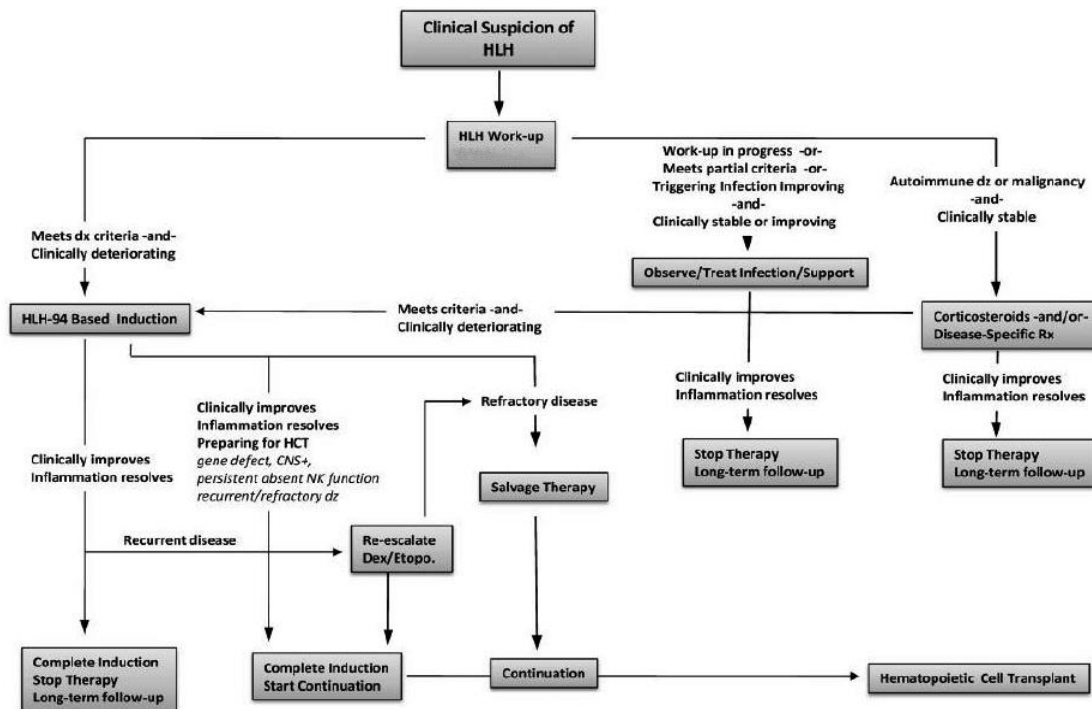 Clinical Suspicion of
HLH
HLH Work-up
Work-up in progress -or-
Meets partial criteria -or-
Triggering Infection Improving
-and-
Clinically stable or improving
Autoimmune dz or malignancy
-and-
Clinically stable
Meets dx criteria -and-
Clinically deteriorating
Observe/Treat Infection/Support
HLH-94 Based Induction
Meets criteria -and-
Clinically deteriorating
Corticosteroids -and/or-
Disease-Specific Rx
Clinically improves
Inflammation resolves
Clinically improves
Inflammation resolves
Refractory disease
Clinically improves
Inflammation resolves
Preparing for HCT
gene defect, CNS+,
persistent absent NK function
recurrent/refractory dz
Clinically improves
Inflammation resolves
Stop Therapy
Long-term follow-up
Stop Therapy
Long-term follow-up
Salvage Therapy
Recurrent disease
Re-escalate
Dex/Etopo.
Complete Induction
Stop Therapy
Long-term follow-up
Complete Induction
Start Continuation
Continuation
Hematopoietic Cell Transplant